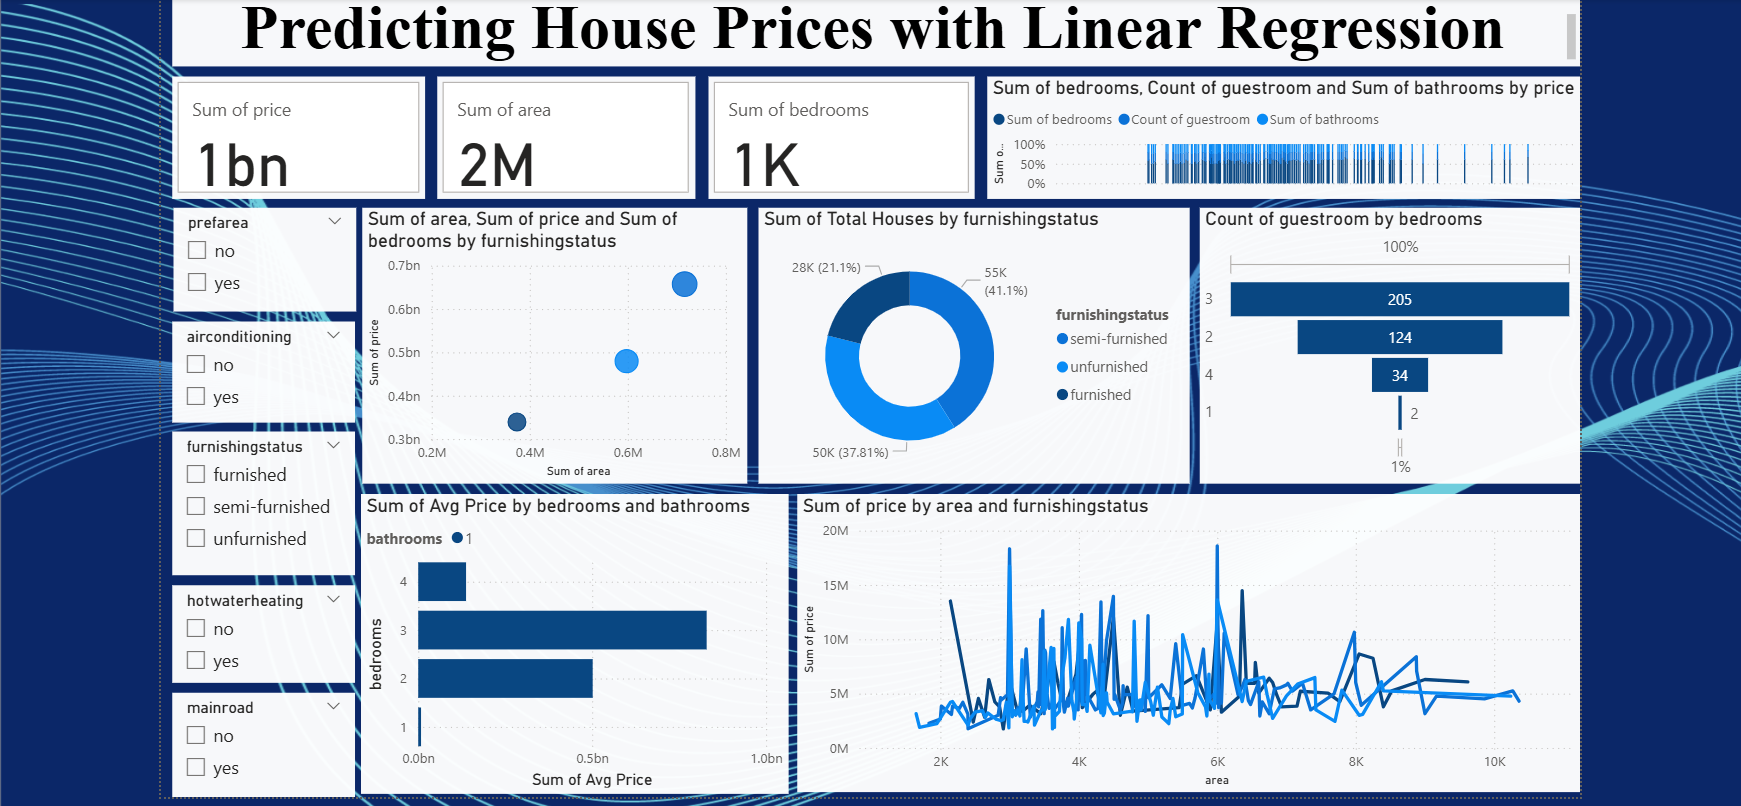 Predicting House Prices with Linear Regression
Sum of price
1bn
Sum of area
2M
Sum of bedrooms
1K
Sum of bedrooms, Count of guestroom and Sum of bathrooms by price
Sum of bedrooms Count of guestroom Sum of bathrooms
Sum o...
100%
50%
0%
prefarea
no
yes
airconditioning
no
yes
furnishingstatus
furnished
semi-furnished
unfurnished
hotwaterheating
no
yes
mainroad
no
yes
Sum of area, Sum of price and Sum of
bedrooms by furnishingstatus
Sum of price
0.7bn
0.6bn
0.5bn
0.4bn
0.3bn
0.2M 0.4M 0.6M 0.8M
Sum of area
Sum of Total Houses by furnishingstatus
28K (21.1%)
55K
(41.1%)
50K (37.81%)
furnishingstatus
semi-furnished
unfurnished
furnished
Count of guestroom by bedrooms
100%
3 205
2 124
4 34
1 2
1%
Sum of Avg Price by bedrooms and bathrooms
bathrooms 1
bedrooms
4
3
2
1
0.0bn 0.5bn 1.0bn
Sum of Avg Price
Sum of price by area and furnishingstatus
Sum of price
20M
15M
10M
5M
0M
2K 4K 6K 8K 10K
area